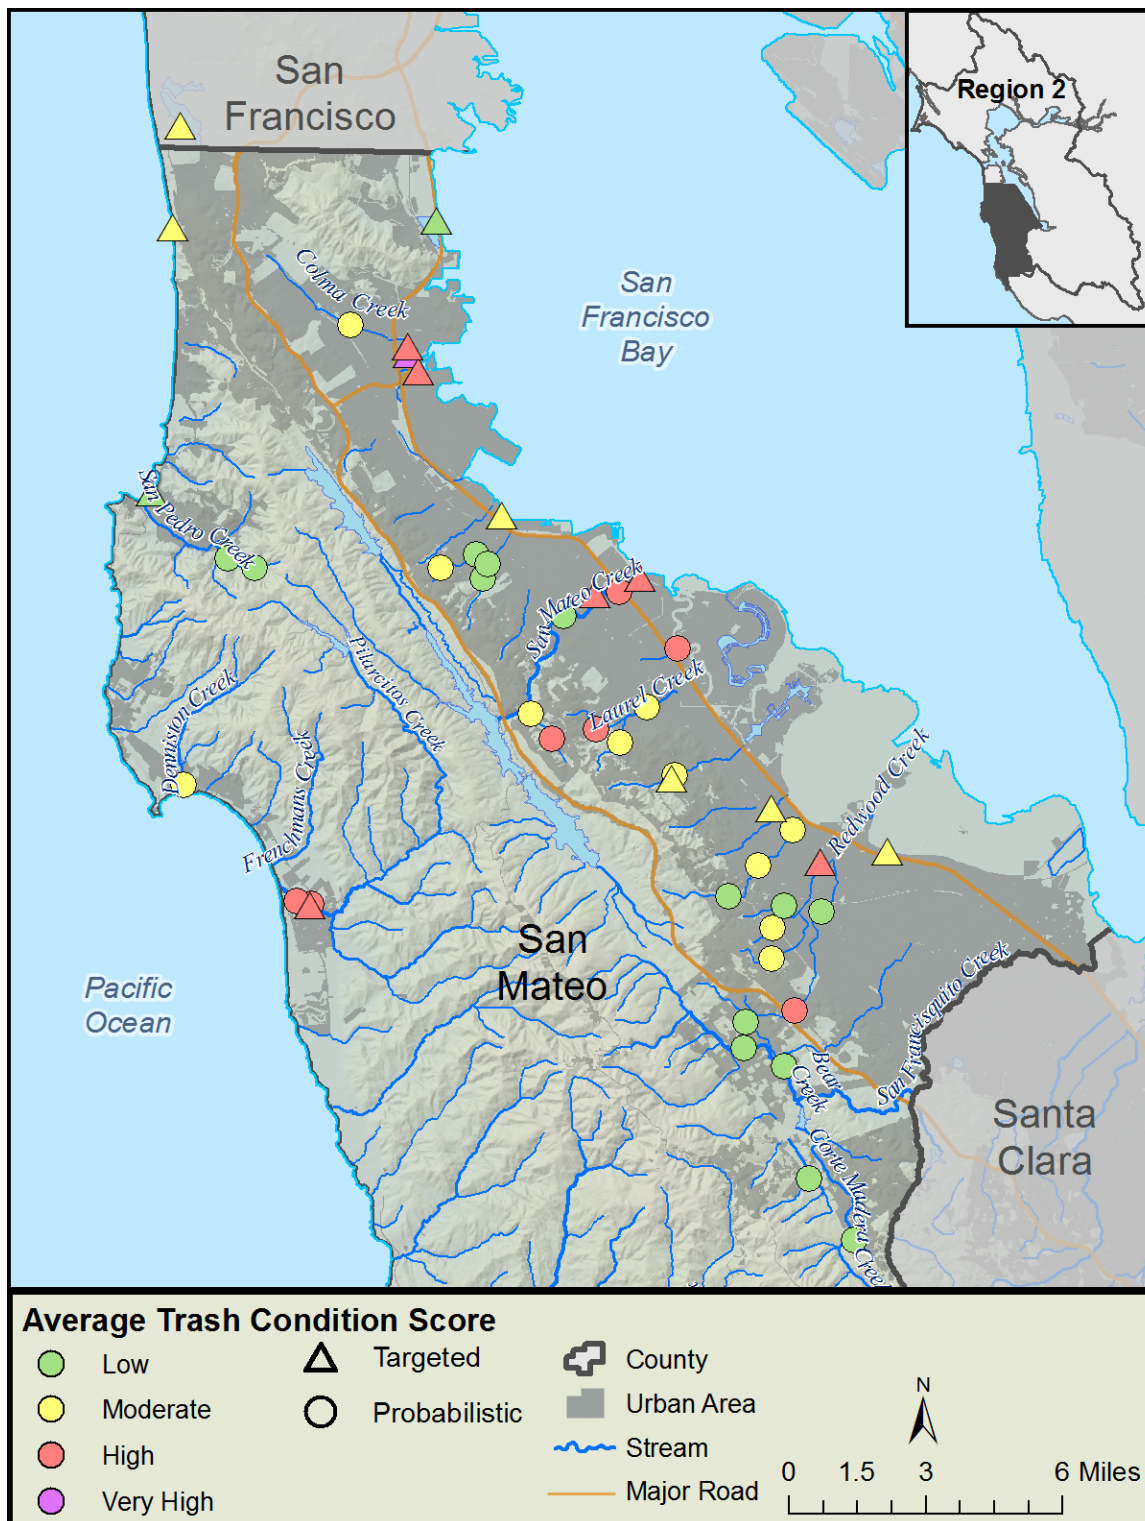 San
Francisco
Region 2
Colma Creek
San
Francisco
Bay
San Pedro Creek
San Mateo Creek
Pilarcitos Creek
Laurel Creek
Denniston Creek
Frenchmans Creek
Redwood Creek
San
Mateo
Pacific
Ocean
San Francisquito Creek
Bear
Creek
Santa
Clara
Corte Madera Creek
Average Trash Condition Score
Low
Moderate
High
Very High
Targeted
Probabilistic
County
Urban Area
Stream
Major Road
N
0 1.5 3 6 Miles